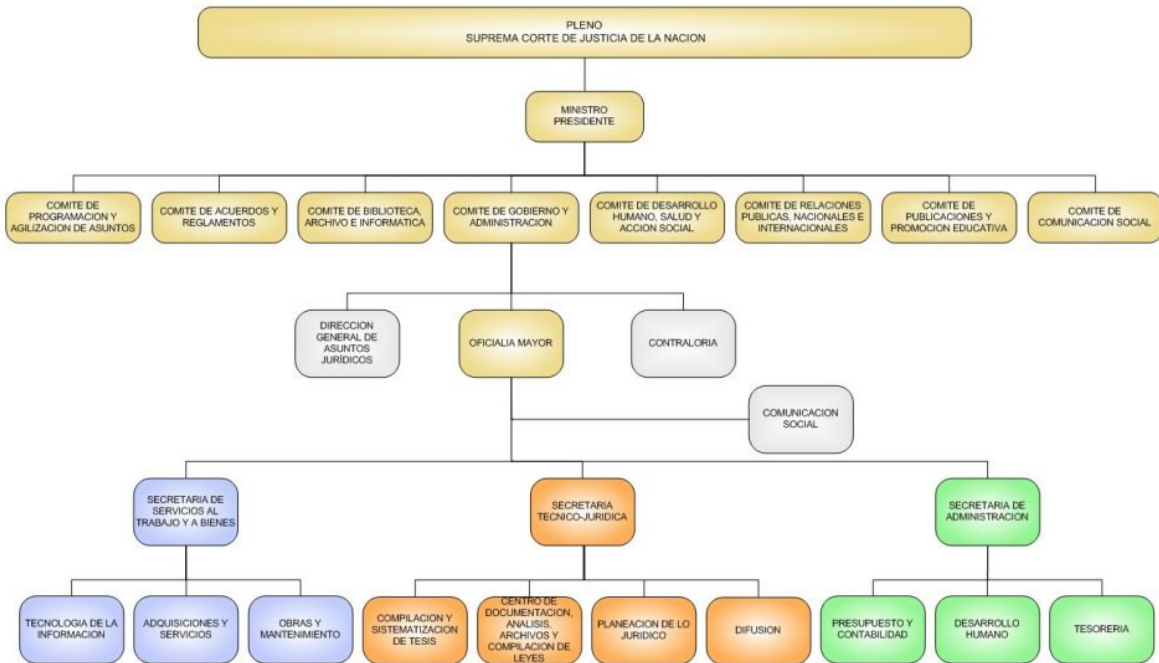 PLENO
SUPREMA CORTE DE JUSTICIA DE LA NACION
MINISTRO
PRESIDENTE
COMITE DE
PROGRAMACION Y
AGILIZACION DE ASUNTOS
COMITE DE ACUERDOS Y
REGLAMENTOS
COMITE DE BIBLIOTECA,
ARCHIVO E INFORMATICA
COMITE DE GOBIERNO Y
ADMINISTRACION
COMITE DE DESARROLLO
HUMANO, SALUD Y
ACCION SOCIAL
COMITE DE RELACIONES
PUBLICAS, NACIONALES E
INTERNACIONALES
COMITE DE
PUBLICACIONES Y
PROMOCION EDUCATIVA
COMITE DE
COMUNICACION SOCIAL
DIRECCION
GENERAL DE
ASUNTOS
JURÍDICOS
OFICIALIA MAYOR
CONTRALORIA
COMUNICACION
SOCIAL
SECRETARIA DE
SERVICIOS AL
TRABAJO Y A BIENES
SECRETARIA
TECNICO-JURIDICA
SECRETARIA DE
ADMINISTRACION
TECNOLOGIA DE LA
INFORMACION
ADQUISICIONES Y
SERVICIOS
OBRAS Y
MANTENIMIENTO
COMPILACION Y
SISTEMATIZACION
DE TESIS
CENTRO DE
DOCUMENTACION,
ANALISIS,
ARCHIVOS Y
COMPILACION DE
LEYES
PLANEACION DE LO
JURIDICO
DIFUSION
PRESUPUESTO Y
CONTABILIDAD
DESARROLLO
HUMANO
TESORERIA